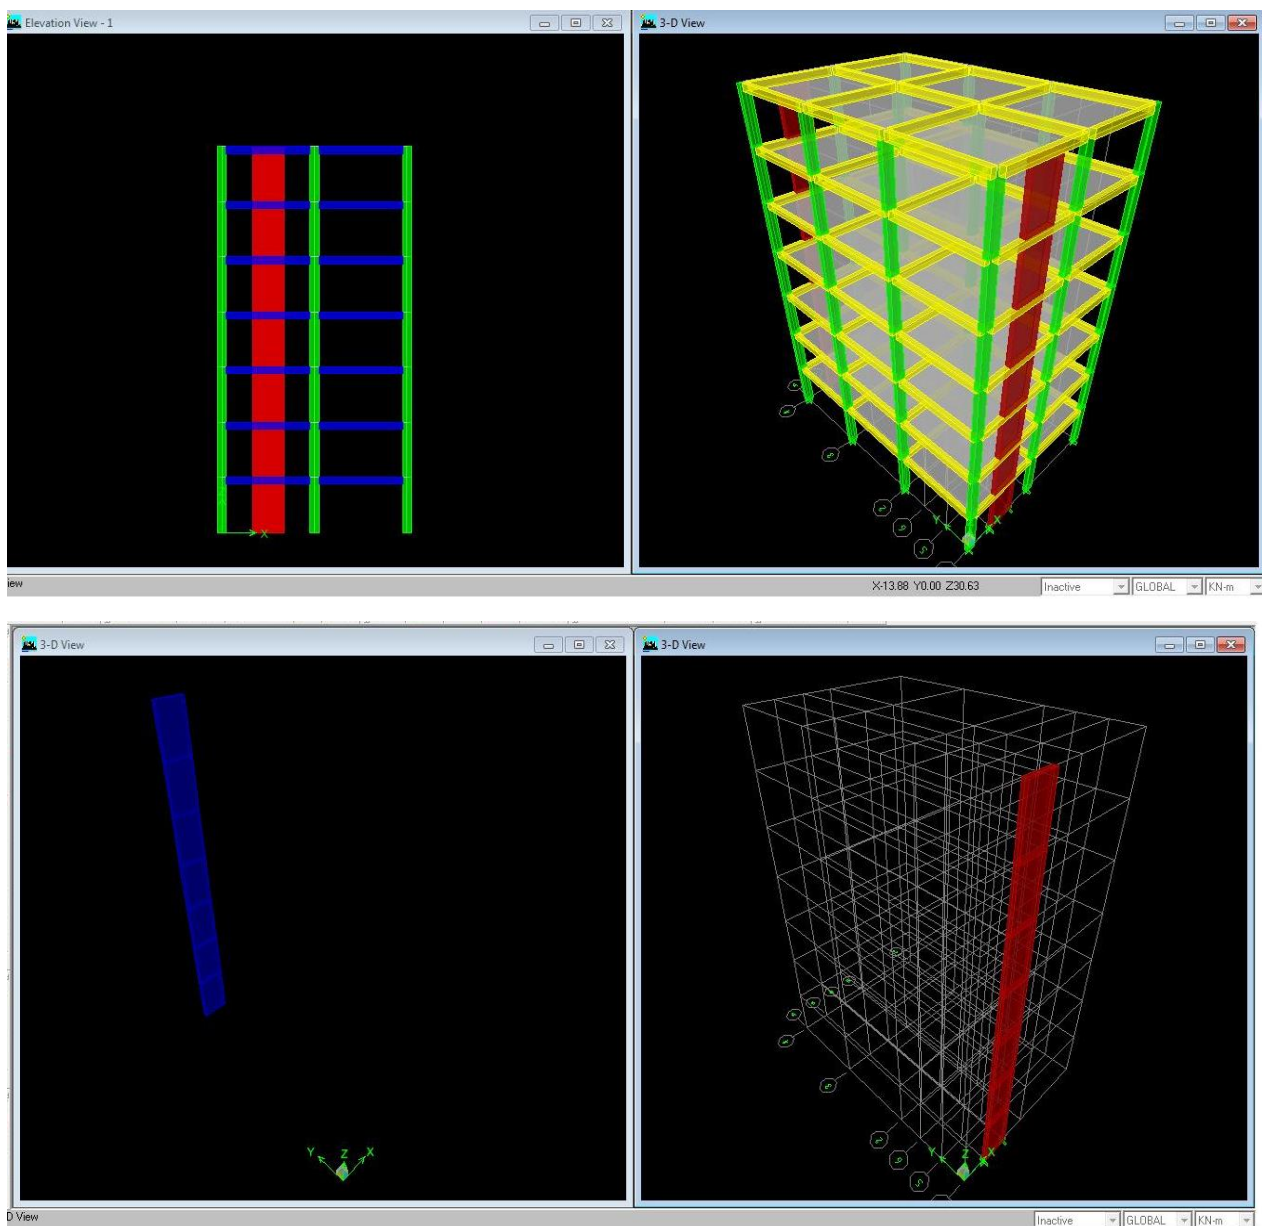 Elevation View - 1
3-D View
X
Y
X
iew
X-13.88 Y0.00 Z30.63
Inactive
GLOBAL
KN-m
3-D View
3-D View
Y Z X
Y Z X
D View
Inactive
GLOBAL
KN-m